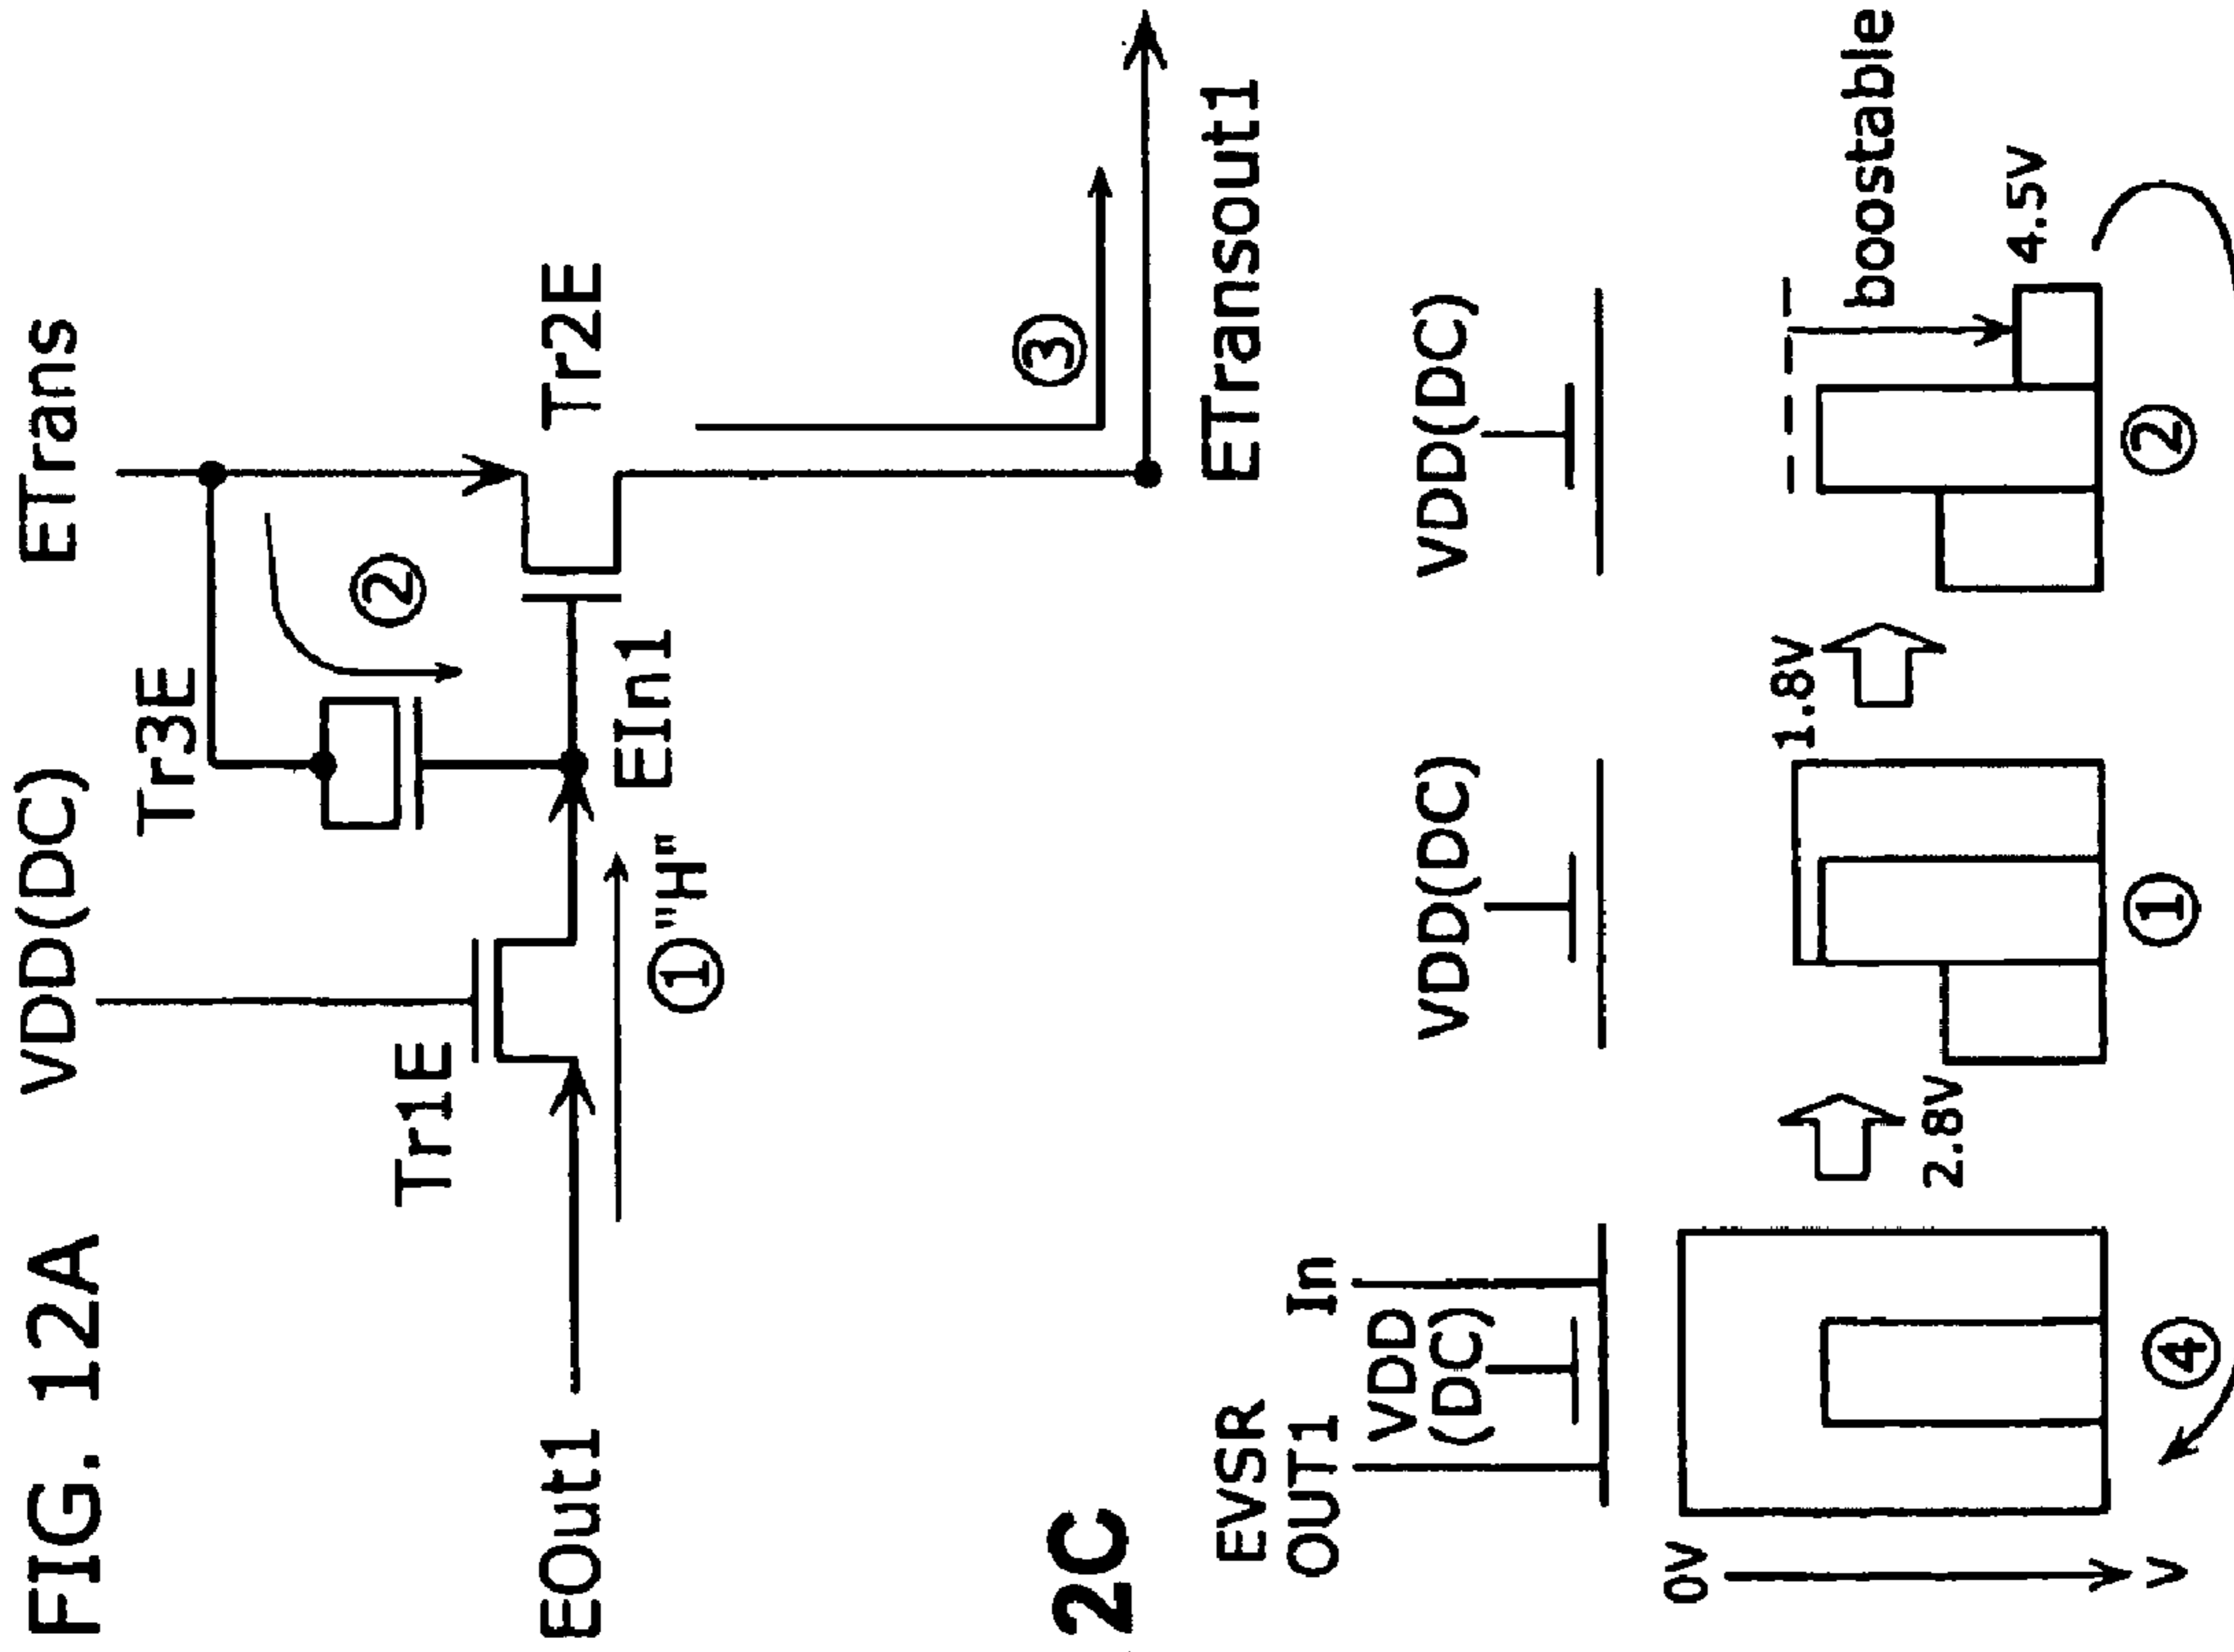 FIG. 12A
VDD(DC)
ETrans
Tr3E
②
Tr1E
Tr2E
EOut1
EIn1
①"H"
③
ETransout1
2C
EVSR
OUT1
In
VDD
(DC)
VDD(DC)
VDD(DC)
0V
1.8V
boostable
2.8V
4.5V
V
④
①
②